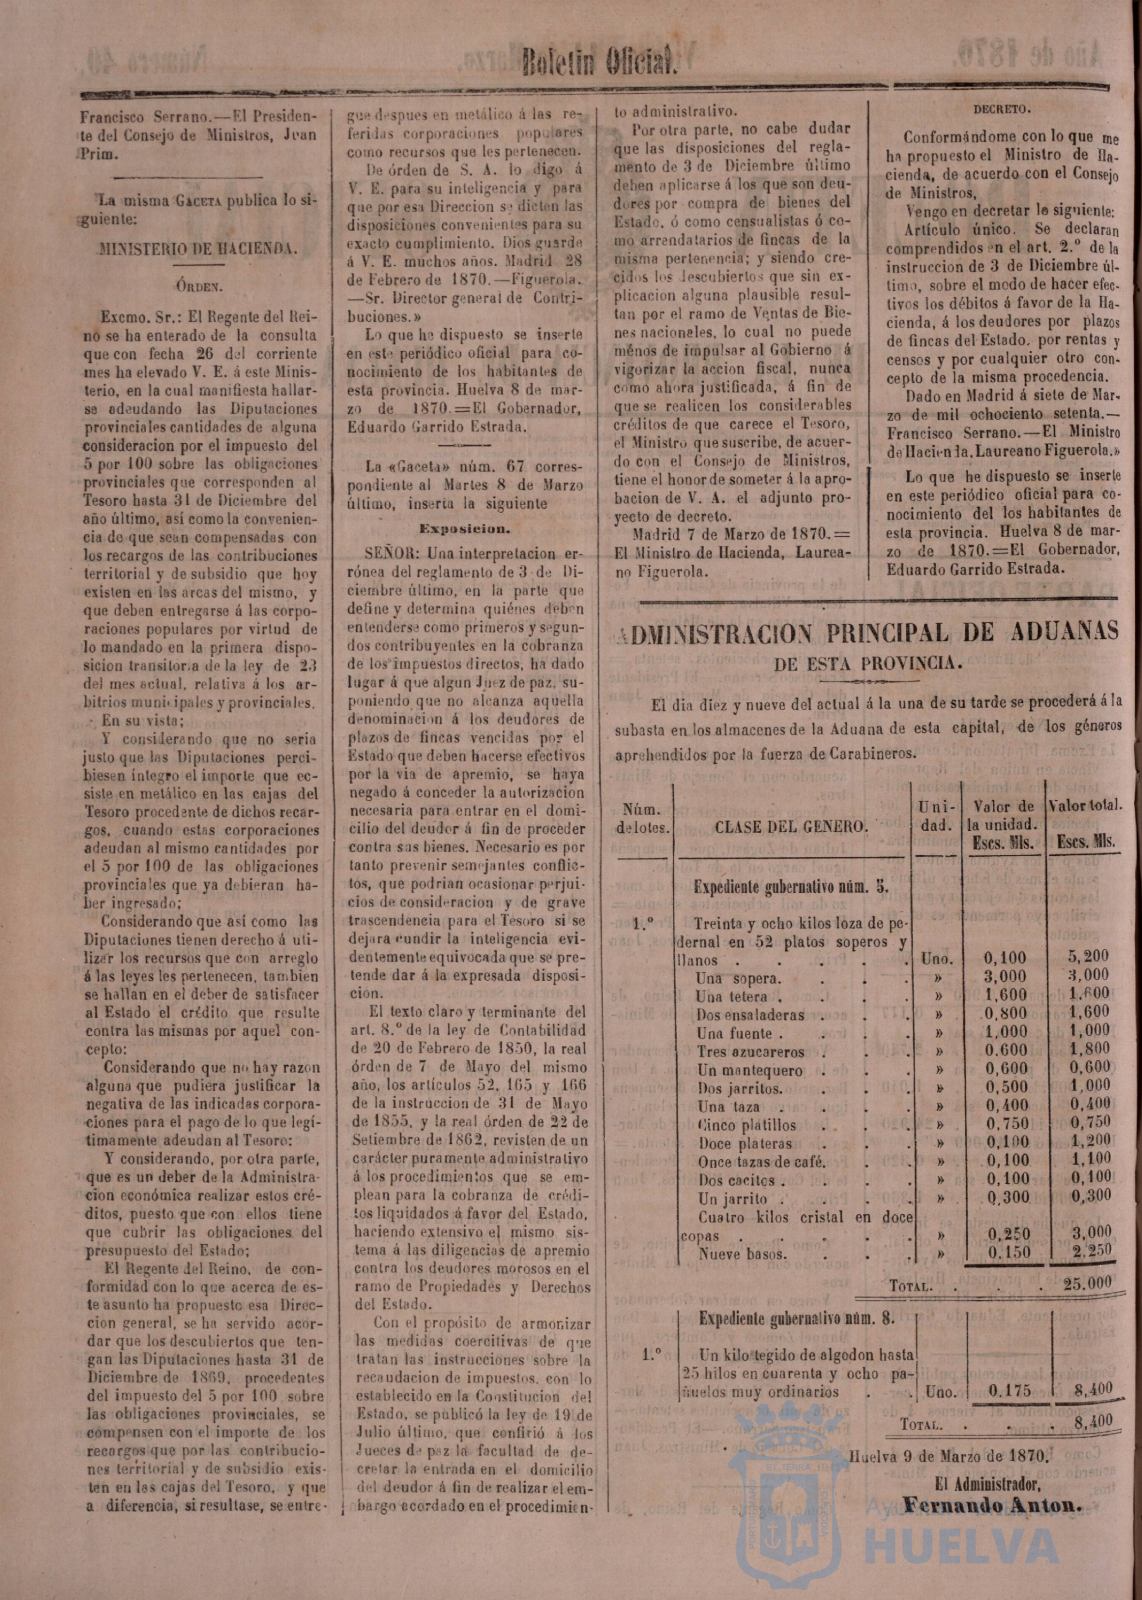 Boletin Oficial.
Francisco Serrano.—El Presiden-
te del Consejo de Ministros, Juan
Prim.
La misma GACETA publica lo si-
guiente:
MINISTERIO DE HACIENDA.
ÓRDEN.
Excmo. Sr.: El Regente del Rei-
no se ha enterado de la consulta
que con fecha 26 del corriente
mes ha elevado V. E. á este Minis-
terio, en la cual manifiesta hallar-
se adeudando las Diputaciones
provinciales cantidades de alguna
consideracion por el impuesto del
5 por 100 sobre las obligaciones
provinciales que corresponden al
Tesoro hasta 31 de Diciembre del
año último, así como la convenien-
cia de que sean compensadas con
los recargos de las contribuciones
territorial y de subsidio que hoy
existen en las arcas del mismo, y
que deben entregarse á las corpo-
raciones populares por virtud de
lo mandado en la primera dispo-
sicion transitoria de la ley de 23
del mes actual, relativa á los ar-
bitrios municipales y provinciales.
En su vista;
Y considerando que no seria
justo que las Diputaciones perci-
biesen íntegro el importe que ec-
siste en metálico en las cajas del
Tesoro procedente de dichos recar-
gos, cuando estas corporaciones
adeudan al mismo cantidades por
el 5 por 100 de las obligaciones
provinciales que ya debieran ha-
ber ingresado;
Considerando que así como las
Diputaciones tienen derecho á uti-
lizar los recursos que con arreglo
á las leyes les pertenecen, tambien
se hallan en el deber de satisfacer
al Estado el crédito que resulte
contra las mismas por aquel con-
cepto:
Considerando que no hay razon
alguna que pudiera justificar la
negativa de las indicadas corpora-
ciones para el pago de lo que legí-
timamente adeudan al Tesoro:
Y considerando, por otra parte,
que es un deber de la Administra-
cion económica realizar estos cré-
ditos, puesto que con ellos tiene
que cubrir las obligaciones del
presupuesto del Estado;
El Regente del Reino, de con-
formidad con lo que acerca de es-
te asunto ha propuesto esa Direc-
cion general, se ha servido acor-
dar que los descubiertos que ten-
gan las Diputaciones hasta 31 de
Diciembre de 1869, procedentes
del impuesto del 5 por 100 sobre
las obligaciones provinciales, se
compensen con el importe de los
recargos que por las contribucio-
nes territorial y de subsidio exis-
ten en las cajas del Tesoro, y que
a diferencia, si resultase, se entre-
gue despues en metálico á las re-
feridas corporaciones populares
como recursos que les pertenecen.
De órden de S. A. lo digo á
V. E. para su inteligencia y para
que por esa Direccion se dicten las
disposiciones convenientes para su
exacto cumplimiento. Dios guarde
á V. E. muchos años. Madrid 28
de Febrero de 1870.—Figuerola.
—Sr. Director general de Contri-
buciones.»
Lo que he dispuesto se inserte
en este periódico oficial para co-
nocimiento de los habitantes de
esta provincia. Huelva 8 de mar-
zo de 1870.=El Gobernador,
Eduardo Garrido Estrada.
La «Gaceta» núm. 67 corres-
pondiente al Martes 8 de Marzo
último, inserta la siguiente
Exposicion.
SEÑOR: Una interpretacion er-
rónea del reglamento de 3 de Di-
ciembre último, en la parte que
define y determina quiénes deben
entenderse como primeros y segun-
dos contribuyentes en la cobranza
de los impuestos directos, ha dado
lugar á que algun Juez de paz, su-
poniendo que no alcanza aquella
denominacion á los deudores de
plazos de fincas vencidas por el
Estado que deben hacerse efectivos
por la via de apremio, se haya
negado á conceder la autorizacion
necesaria para entrar en el domi-
cilio del deudor á fin de proceder
contra sus bienes. Necesario es por
tanto prevenir semejantes conflic-
tos, que podrian ocasionar perjui-
cios de consideracion y de grave
trascendencia para el Tesoro si se
dejara cundir la inteligencia evi-
dentemente equivocada que se pre-
tende dar á la expresada disposi-
cion.
El texto claro y terminante del
art. 8.º de la ley de Contabilidad
de 20 de Febrero de 1850, la real
órden de 7 de Mayo del mismo
año, los artículos 52, 165 y 166
de la instruccion de 31 de Mayo
de 1855, y la real órden de 22 de
Setiembre de 1862, revisten de un
carácter puramente administrativo
á los procedimientos que se em-
plean para la cobranza de crédi-
tos liquidados á favor del Estado,
haciendo extensivo el mismo sis-
tema á las diligencias de apremio
contra los deudores morosos en el
ramo de Propiedades y Derechos
del Estado.
Con el propósito de armonizar
las medidas coercitivas de que
tratan las instrucciones sobre la
recaudacion de impuestos, con lo
establecido en la Constitucion del
Estado, se publicó la ley de 19 de
Julio último, que confirió á los
Jueces de paz la facultad de de-
cretar la entrada en el domicilio
del deudor á fin de realizar el em-
bargo acordado en el procedimien-
to administrativo.
Por otra parte, no cabe dudar
que las disposiciones del regla-
mento de 3 de Diciembre último
deben aplicarse á los que son deu-
dores por compra de bienes del
Estado, ó como censualistas ó co-
mo arrendatarios de fincas de la
misma pertenencia; y siendo cre-
cidos los descubiertos que sin ex-
plicacion alguna plausible resul-
tan por el ramo de Ventas de Bie-
nes nacionales, lo cual no puede
ménos de impulsar al Gobierno á
vigorizar la accion fiscal, nunca
como ahora justificada, á fin de
que se realicen los considerables
créditos de que carece el Tesoro,
el Ministro que suscribe, de acuer-
do con el Consejo de Ministros,
tiene el honor de someter á la apro-
bacion de V. A. el adjunto pro-
yecto de decreto.
Madrid 7 de Marzo de 1870.=
El Ministro de Hacienda, Laurea-
no Figuerola.
DECRETO.
Conformándome con lo que me
ha propuesto el Ministro de Ha-
cienda, de acuerdo con el Consejo
de Ministros,
Vengo en decretar lo siguiente:
Artículo único. Se declaran
comprendidos en el art. 2.º de la
instruccion de 3 de Diciembre úl-
timo, sobre el modo de hacer efec-
tivos los débitos á favor de la Ha-
cienda, á los deudores por plazos
de fincas del Estado, por rentas y
censos y por cualquier otro con-
cepto de la misma procedencia.
Dado en Madrid á siete de Mar-
zo de mil ochociento setenta.—
Francisco Serrano.—El Ministro
de Hacienda, Laureano Figuerola.»
Lo que he dispuesto se inserte
en este periódico oficial para co-
nocimiento del los habitantes de
esta provincia. Huelva 8 de mar-
zo de 1870.=El Gobernador,
Eduardo Garrido Estrada.
ADMINISTRACION PRINCIPAL DE ADUANAS
DE ESTA PROVINCIA.
El dia diez y nueve del actual á la una de su tarde se procederá á la
subasta en los almacenes de la Aduana de esta capital, de los géneros
aprehendidos por la fuerza de Carabineros.
Núm. de lotes. CLASE DEL GENERO. Uni- dad. Valor de la unidad. Escs. Mls. Valor total. Escs. Mls.
Expediente gubernativo núm. 5.
1.º Treinta y ocho kilos loza de pe-
dernal en 52 platos soperos y
llanos . . . . . Uno. 0,100 5,200
Una sopera. . . . » 3,000 3,000
Una tetera . . . . » 1,600 1,600
Dos ensaladeras . . . » 0,800 1,600
Una fuente . . . . » 1,000 1,000
Tres azucareros . . . » 0.600 1,800
Un mantequero . . . » 0,600 0,600
Dos jarritos. . . . » 0,500 1,000
Una taza . . . . » 0,400 0,400
Cinco platillos . . . » 0,750 0,750
Doce plateras . . . » 0,100 1,200
Once tazas de café. . . » 0,100 1,100
Dos cacitos . . . . » 0,100 0,100
Un jarrito . . . . » 0,300 0,300
Cuatro kilos cristal en doce
copas . . . . . » 0,250 3,000
Nueve basos. . . . » 0.150 2.250
TOTAL. . . . 25.000
Expediente gubernativo núm. 8.
1.º Un kilo tegido de algodon hasta
25 hilos en cuarenta y ocho pa-
ñuelos muy ordinarios . . Uno. 0,175 8,400
TOTAL. . . . 8,400
Huelva 9 de Marzo de 1870.
El Administrador,
Fernando Anton.
HUELVA